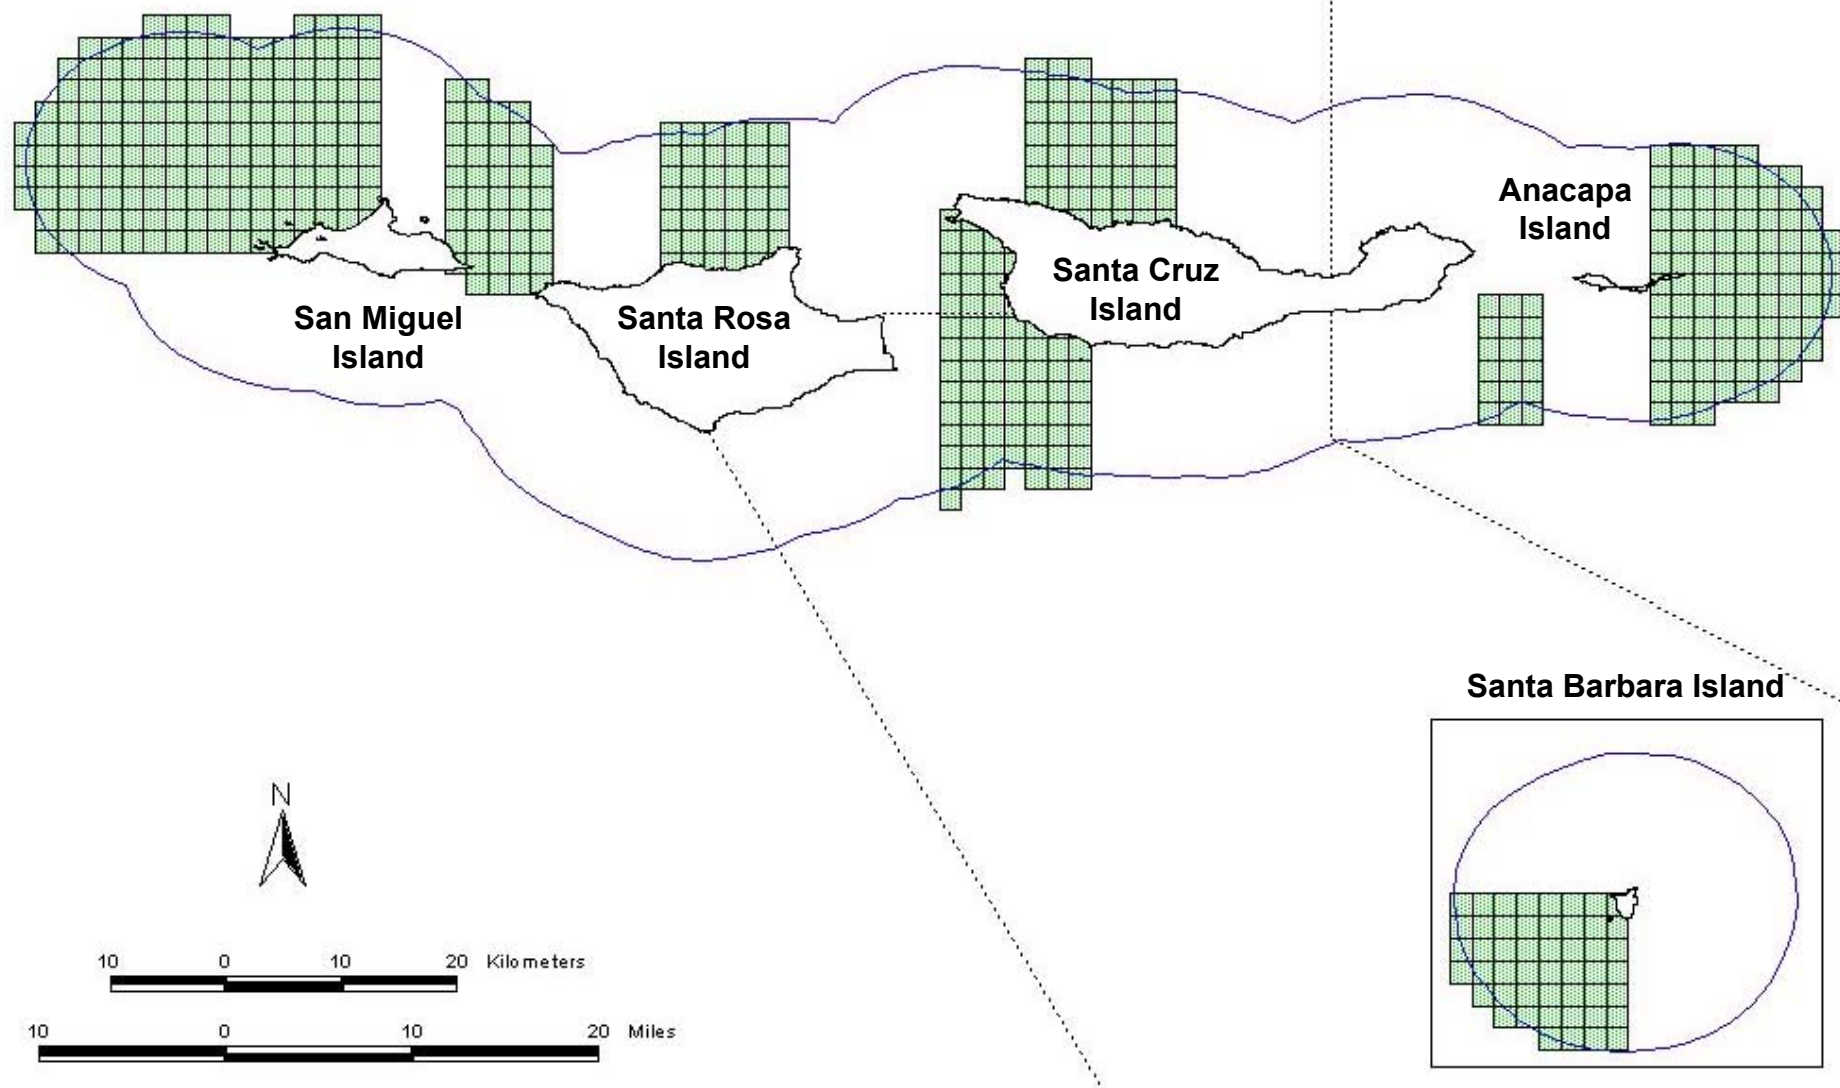 Anacapa
Island
Santa Cruz
Island
San Miguel
Island
Santa Rosa
Island
Santa Barbara Island
N
10 0 10 20 Kilometers
10 0 10 20 Miles